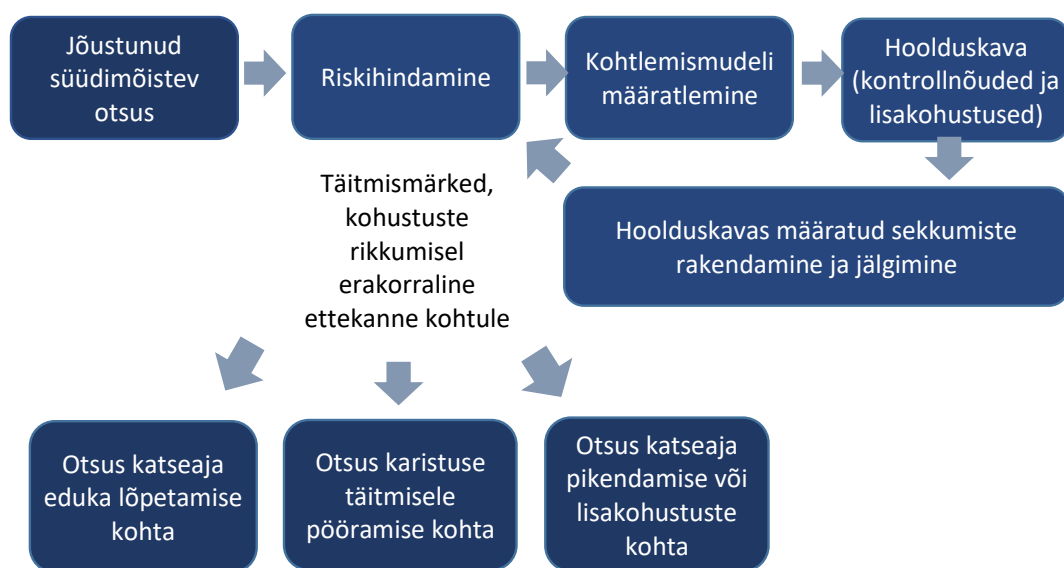 Jõustunud
süüdimõistev
otsus
Riskihindamine
Kohtlemismudeli
määratlemine
Hoolduskava
(kontrollnõuded ja
lisakohustused)
Hoolduskavas määratud sekkumiste
rakendamine ja jälgimine
Täitmismärked,
kohustuste
rikkumisel
erakorraline
ettekanne kohtule
Otsus katseaja
eduka lõpetamise
kohta
Otsus karistuse
täitmisele
pööramise kohta
Otsus katseaja
pikendamise või
lisakohustuste
kohta